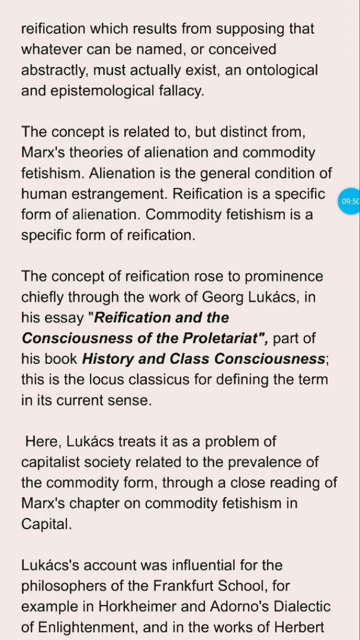 reification which results from supposing that
whatever can be named, or conceived
abstractly, must actually exist, an ontological
and epistemological fallacy.
The concept is related to, but distinct from,
Marx's theories of alienation and commodity
fetishism. Alienation is the general condition of
human estrangement. Reification is a specific
form of alienation. Commodity fetishism is a
specific form of reification.
09:50
The concept of reification rose to prominence
chiefly through the work of Georg Lukács, in
his essay "Reification and the
Consciousness of the Proletariat", part of
his book History and Class Consciousness;
this is the locus classicus for defining the term
in its current sense.
Here, Lukács treats it as a problem of
capitalist society related to the prevalence of
the commodity form, through a close reading of
Marx's chapter on commodity fetishism in
Capital.
Lukács's account was influential for the
philosophers of the Frankfurt School, for
example in Horkheimer and Adorno's Dialectic
of Enlightenment, and in the works of Herbert